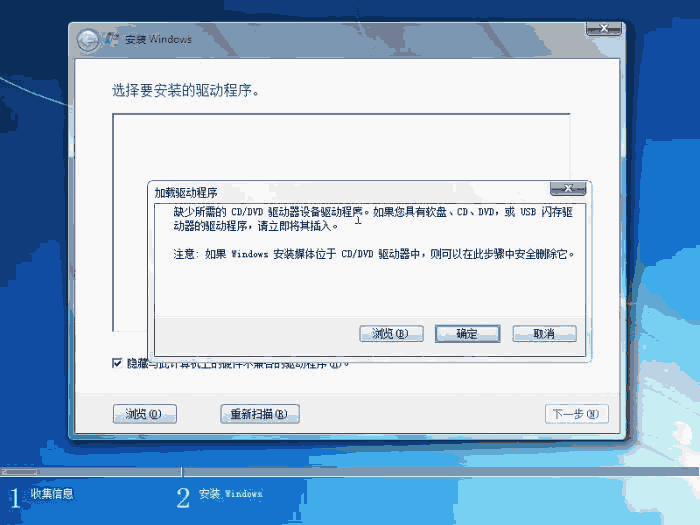 安装 Windows
选择要安装的驱动程序。
加载驱动程序
缺少所需的 CD/DVD 驱动器设备驱动程序。如果您具有软盘、CD、DVD，或 USB 闪存驱
动器的驱动程序，请立即将其插入。
注意: 如果 Windows 安装媒体位于 CD/DVD 驱动器中，则可以在此步骤中安全删除它。
浏览(B)
确定
取消
隐藏与此计算机上的硬件不兼容的驱动程序(H)。
浏览(O)
重新扫描(R)
下一步(N)
1 收集信息
2 安装 Windows